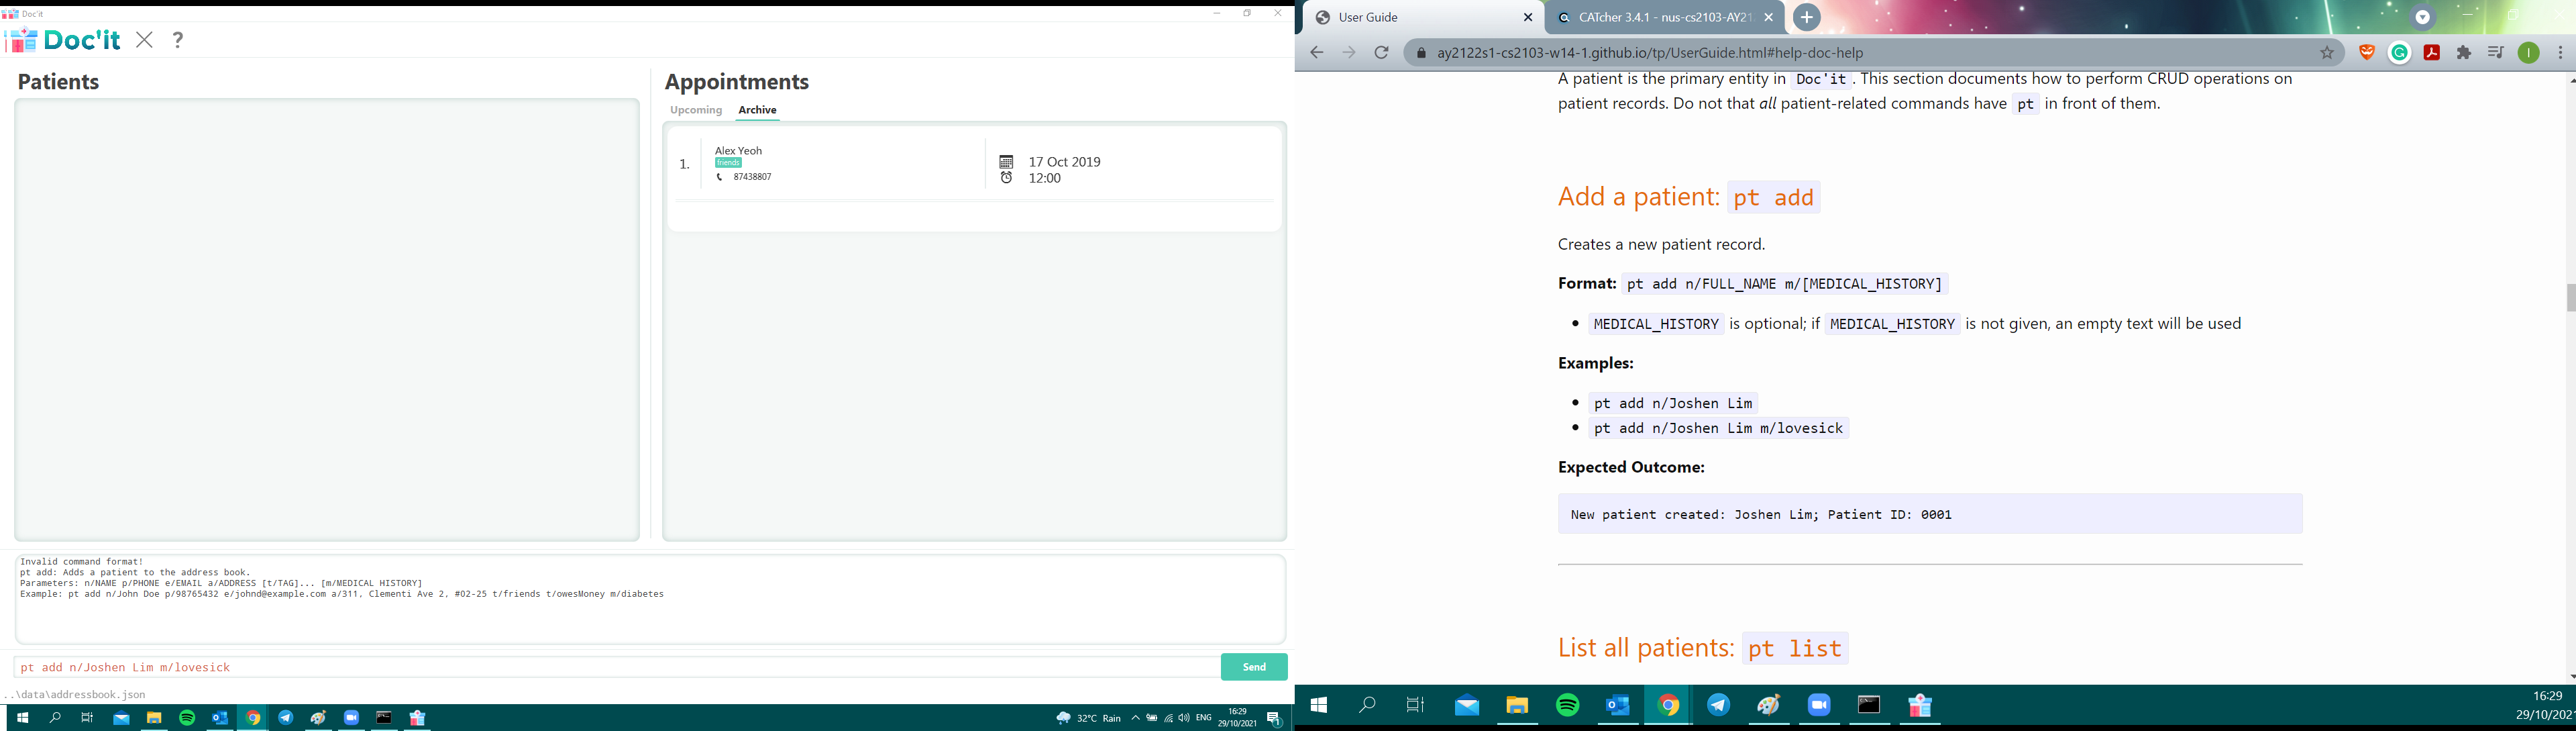 Doc'it
Doc'it
?
Patients
Appointments
Upcoming Archive
1.
Alex Yeoh
friends
87438807
17 Oct 2019
12:00
Invalid command format!
pt add: Adds a patient to the address book.
Parameters: n/NAME p/PHONE e/EMAIL a/ADDRESS [t/TAG]... [m/MEDICAL HISTORY]
Example: pt add n/John Doe p/98765432 e/johnd@example.com a/311, Clementi Ave 2, #02-25 t/friends t/owesMoney m/diabetes
pt add n/Joshen Lim m/lovesick
Send
..\data\addressbook.json
32°C Rain
ENG
16:29
29/10/2021
1
User Guide
CATcher 3.4.1 - nus-cs2103-AY21
ay2122s1-cs2103-w14-1.github.io/tp/UserGuide.html#help-doc-help
I
A patient is the primary entity in Doc'it. This section documents how to perform CRUD operations on
patient records. Do not that all patient-related commands have pt in front of them.
Add a patient: pt add
Creates a new patient record.
Format: pt add n/FULL_NAME m/[MEDICAL_HISTORY]
• MEDICAL_HISTORY is optional; if MEDICAL_HISTORY is not given, an empty text will be used
Examples:
• pt add n/Joshen Lim
• pt add n/Joshen Lim m/lovesick
Expected Outcome:
New patient created: Joshen Lim; Patient ID: 0001
List all patients: pt list
16:29
29/10/202